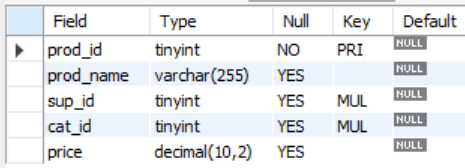 Field Type Null Key Default
prod_id tinyint NO PRI NULL
prod_name varchar(255) YES NULL
sup_id tinyint YES MUL NULL
cat_id tinyint YES MUL NULL
price decimal(10,2) YES NULL